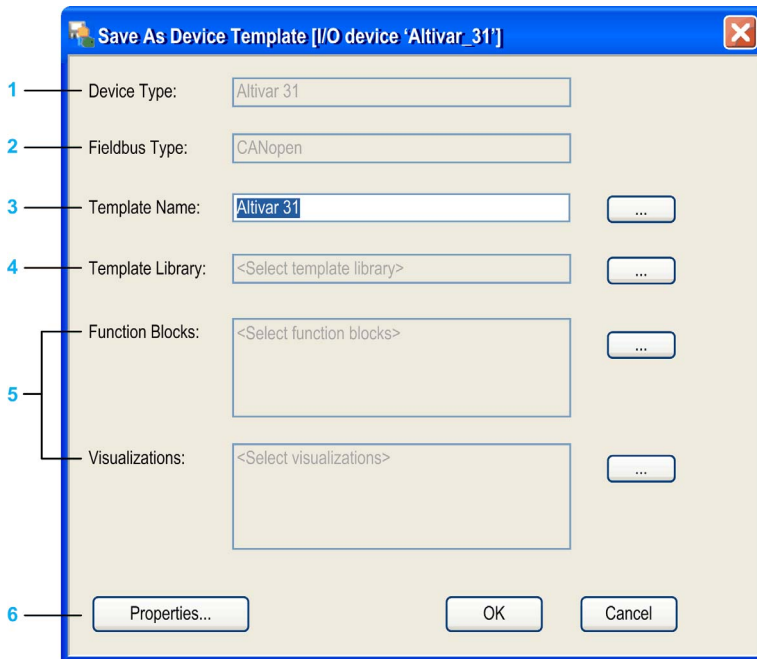 Save As Device Template [I/O device ‘Altivar_31’]
1 Device Type: Altivar 31
2 Fieldbus Type: CANopen
3 Template Name: Altivar 31 ...
4 Template Library: <Select template library> ...
Function Blocks: <Select function blocks> ...
5
Visualizations: <Select visualizations> ...
6 Properties... OK Cancel